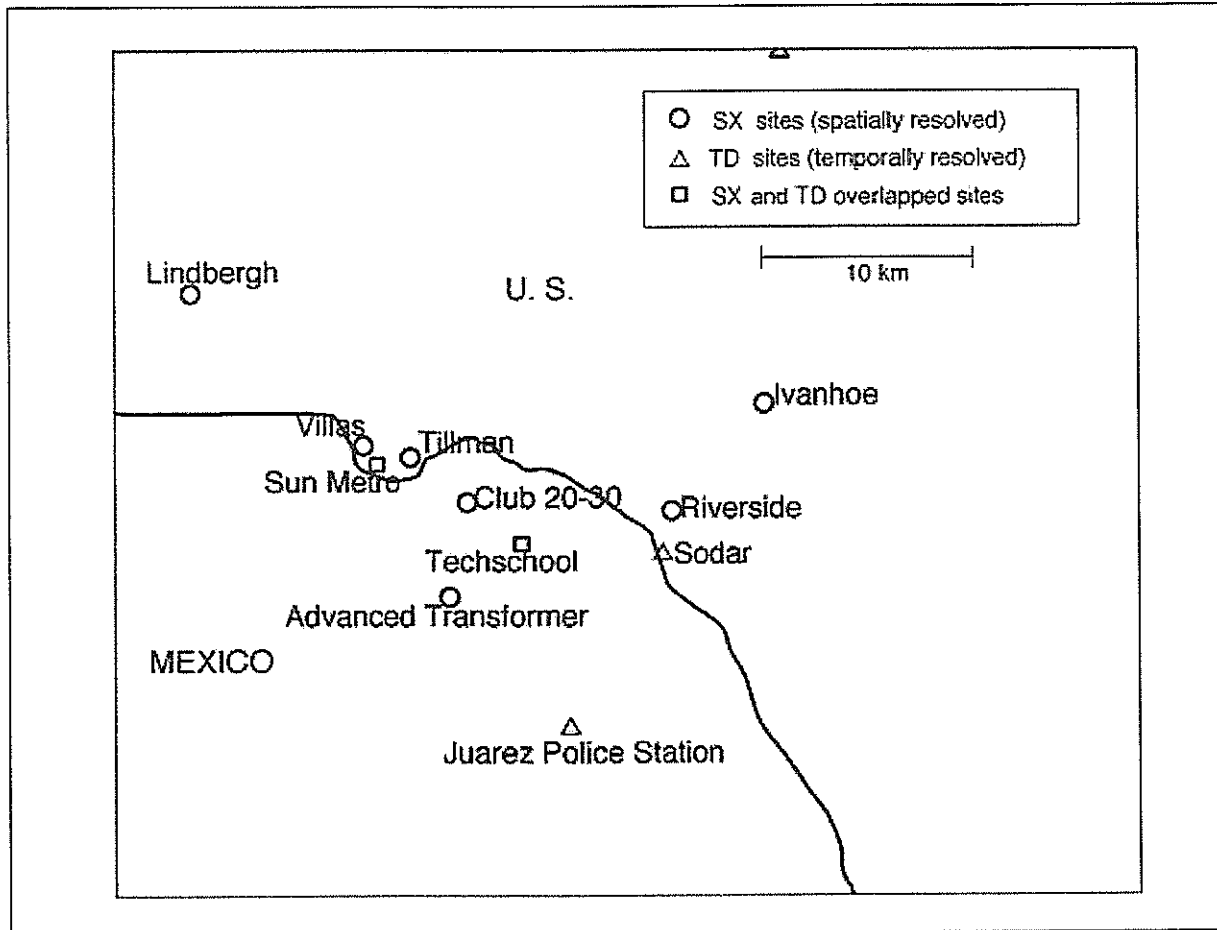 SX sites (spatially resolved)
TD sites (temporally resolved)
SX and TD overlapped sites
10 km
Lindbergh
U. S.
Ivanhoe
Villas
Tillman
Sun Metro
Club 20-30
Riverside
Techschool
Sodar
Advanced Transformer
MEXICO
Juarez Police Station